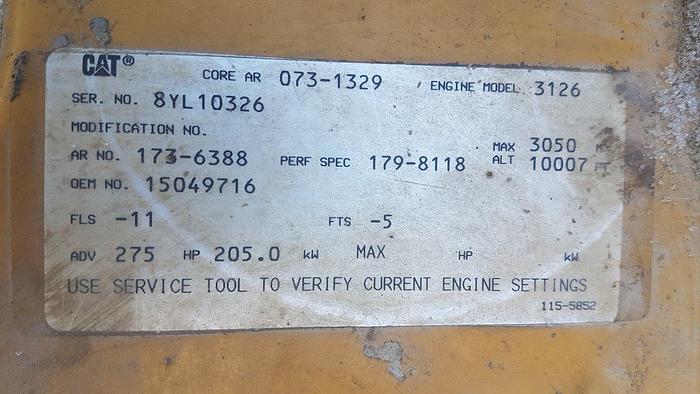 CAT® CORE AR 073-1329 ENGINE MODEL 3126
SER. NO. 8YL10326
MODIFICATION NO.
AR NO. 173-6388 PERF SPEC 179-8118 MAX ALT 3050 M 10007 FT
OEM NO. 15049716
FLS -11 FTS -5
ADV 275 HP 205.0 kW MAX HP kW
USE SERVICE TOOL TO VERIFY CURRENT ENGINE SETTINGS
115-5852